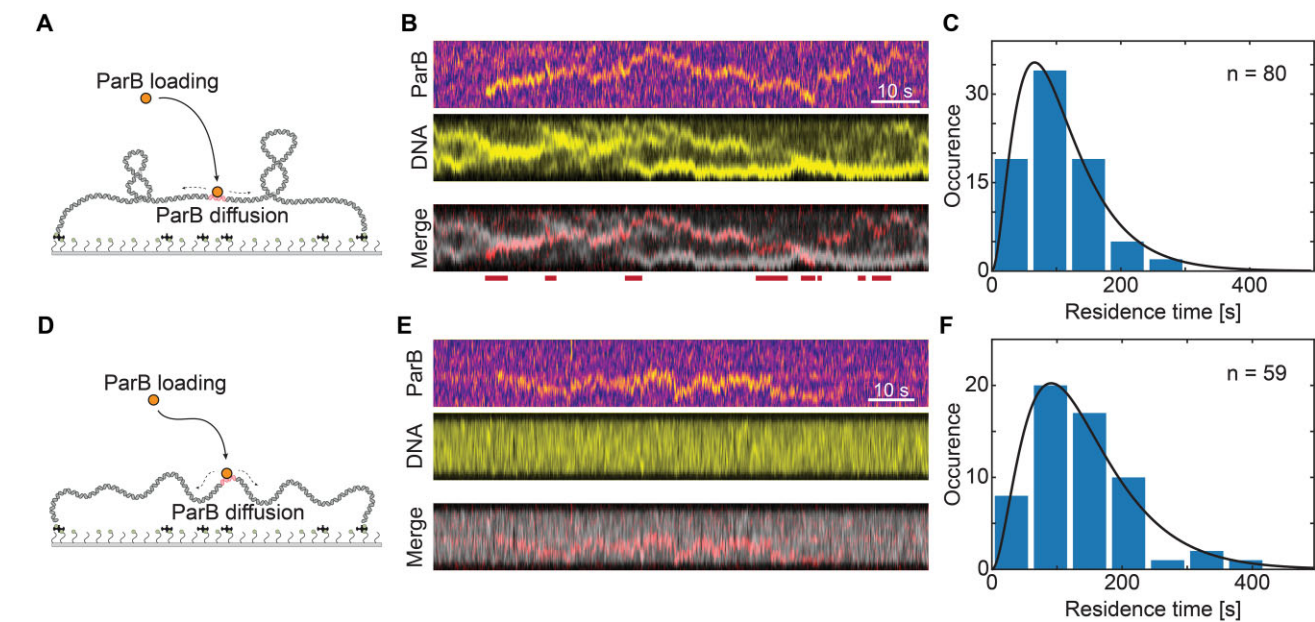 A
ParB loading
ParB diffusion
B
ParB
10 s
DNA
Merge
C
n = 80
Occurence
30
15
0
0 200 400
Residence time [s]
D
ParB loading
ParB diffusion
E
ParB
10 s
DNA
Merge
F
n = 59
Occurence
20
10
0
0 200 400
Residence time [s]